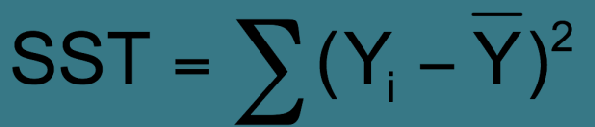 SST = ∑(Yᵢ − Y̅)²